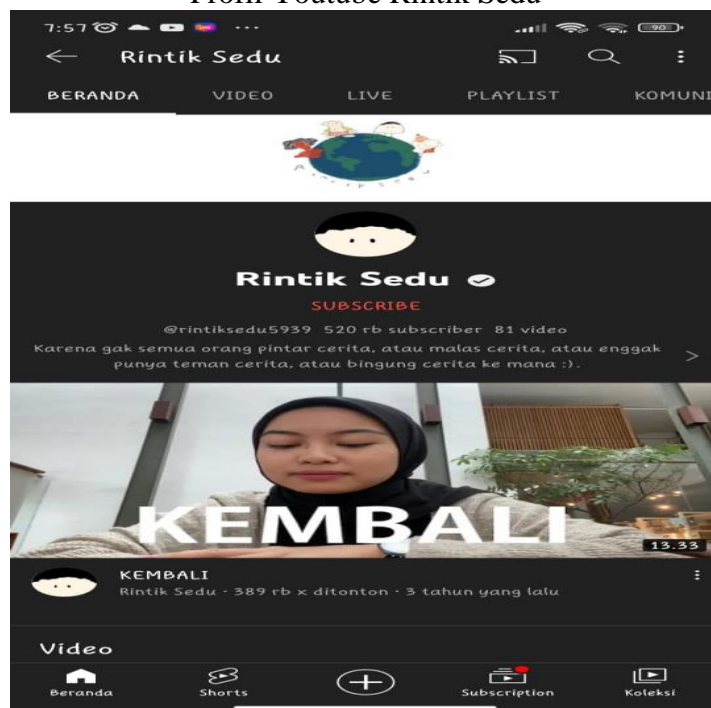 Profil Youtube Rintik Sedu
7:57
90
Rintik Sedu
BERANDA VIDEO LIVE PLAYLIST KOMUNI
Rintik Sedu
Rintik Sedu
SUBSCRIBE
@rintiksedu5939 520 rb subscriber 81 video
Karena gak semua orang pintar cerita, atau malas cerita, atau enggak
punya teman cerita, atau bingung cerita ke mana :).
KEMBALI
13.33
KEMBALI
Rintik Sedu · 389 rb x ditonton · 3 tahun yang lalu
Video
Beranda Shorts Subscription Koleksi